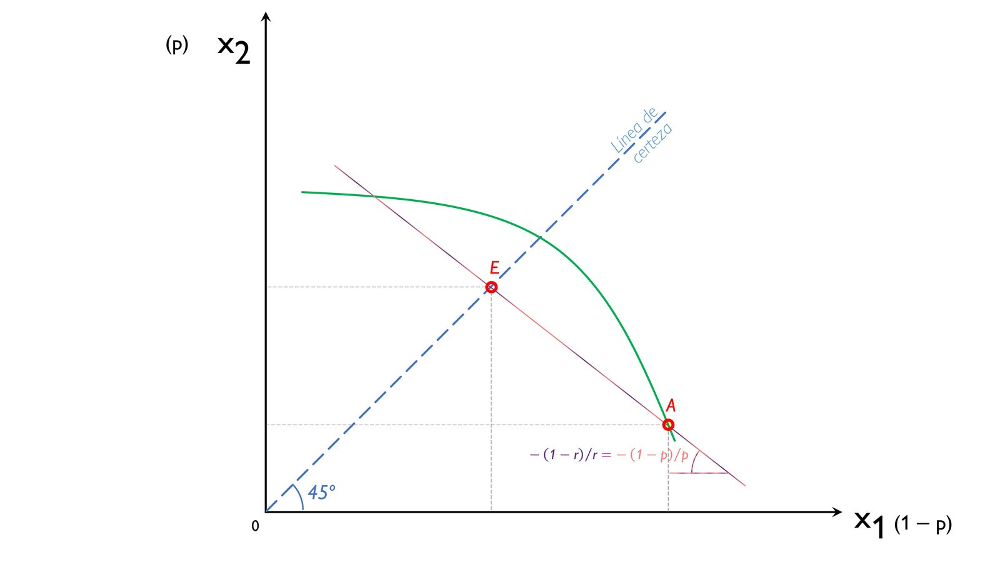 (p) x2
Línea de
certeza
E
A
− (1 − r)/r = − (1 − p)/p
45º
0
x1 (1 − p)